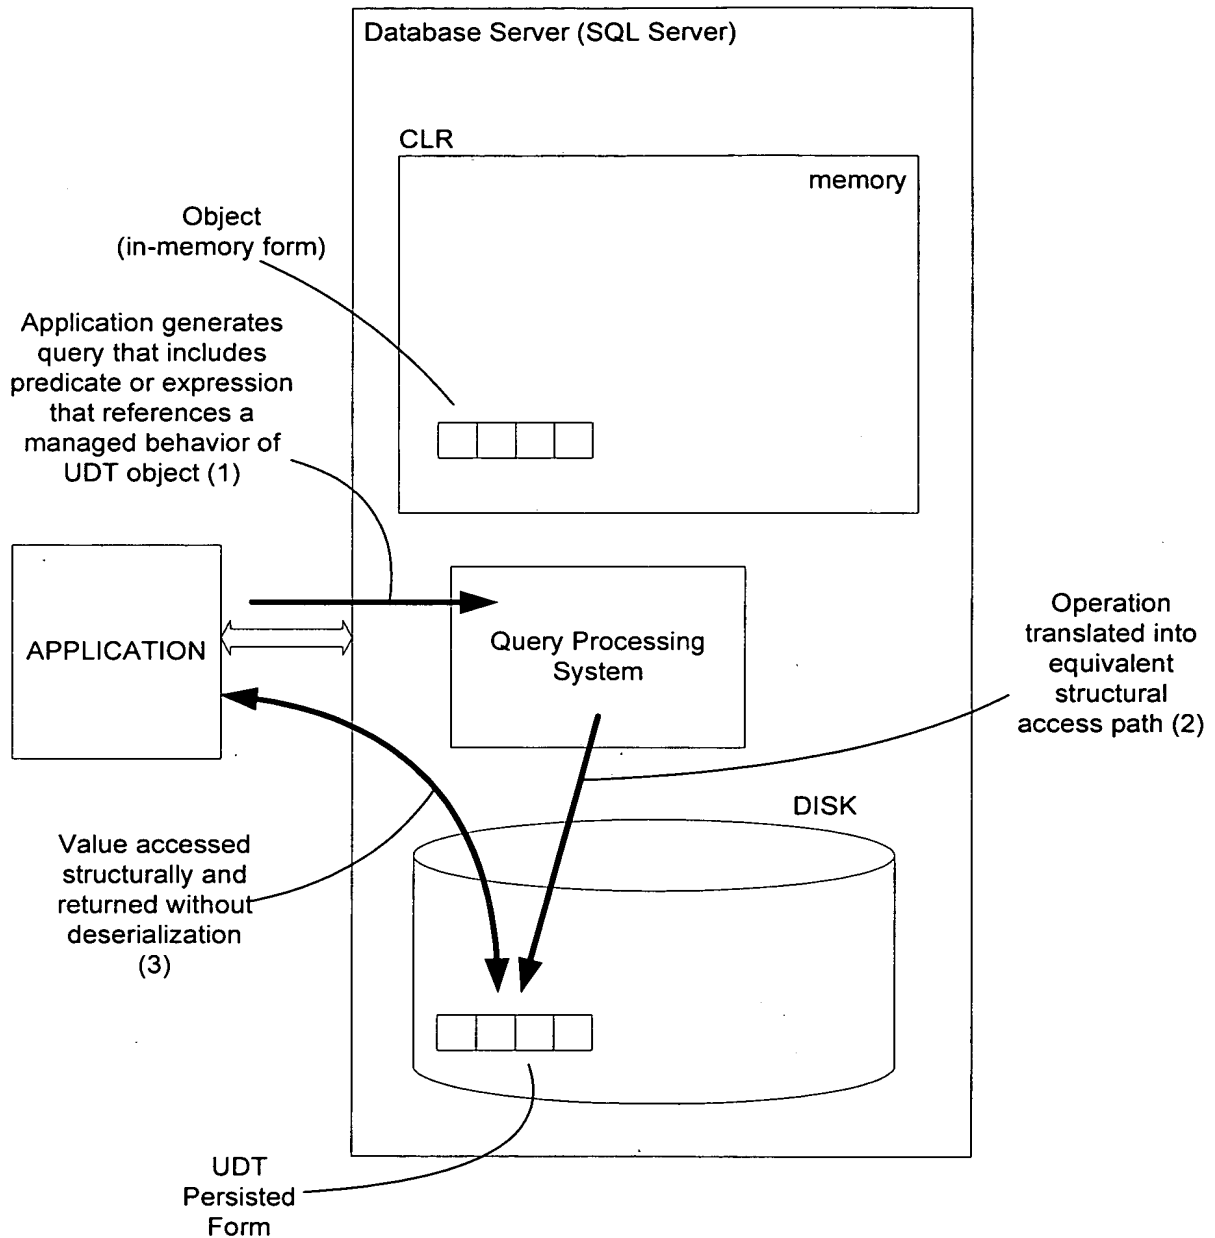 Database Server (SQL Server)
CLR
memory
Object
(in-memory form)
Application generates
query that includes
predicate or expression
that references a
managed behavior of
UDT object (1)
APPLICATION
Query Processing
System
Operation
translated into
equivalent
structural
access path (2)
DISK
Value accessed
structurally and
returned without
deserialization
(3)
UDT
Persisted
Form